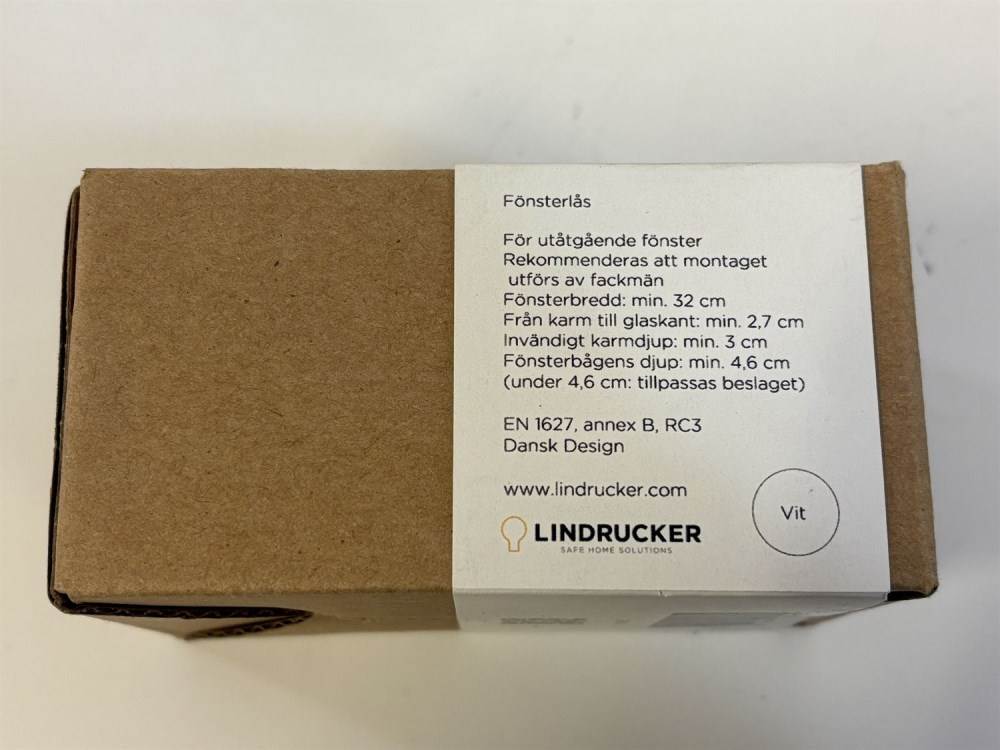 Fönsterlås
För utåtgående fönster
Rekommenderas att montaget
utförs av fackmän
Fönsterbredd: min. 32 cm
Från karm till glaskant: min. 2,7 cm
Invändigt karmdjup: min. 3 cm
Fönsterbågens djup: min. 4,6 cm
(under 4,6 cm: tillpassas beslaget)
EN 1627, annex B, RC3
Dansk Design
www.lindrucker.com
LINDRUCKER
SAFE HOME SOLUTIONS
Vit